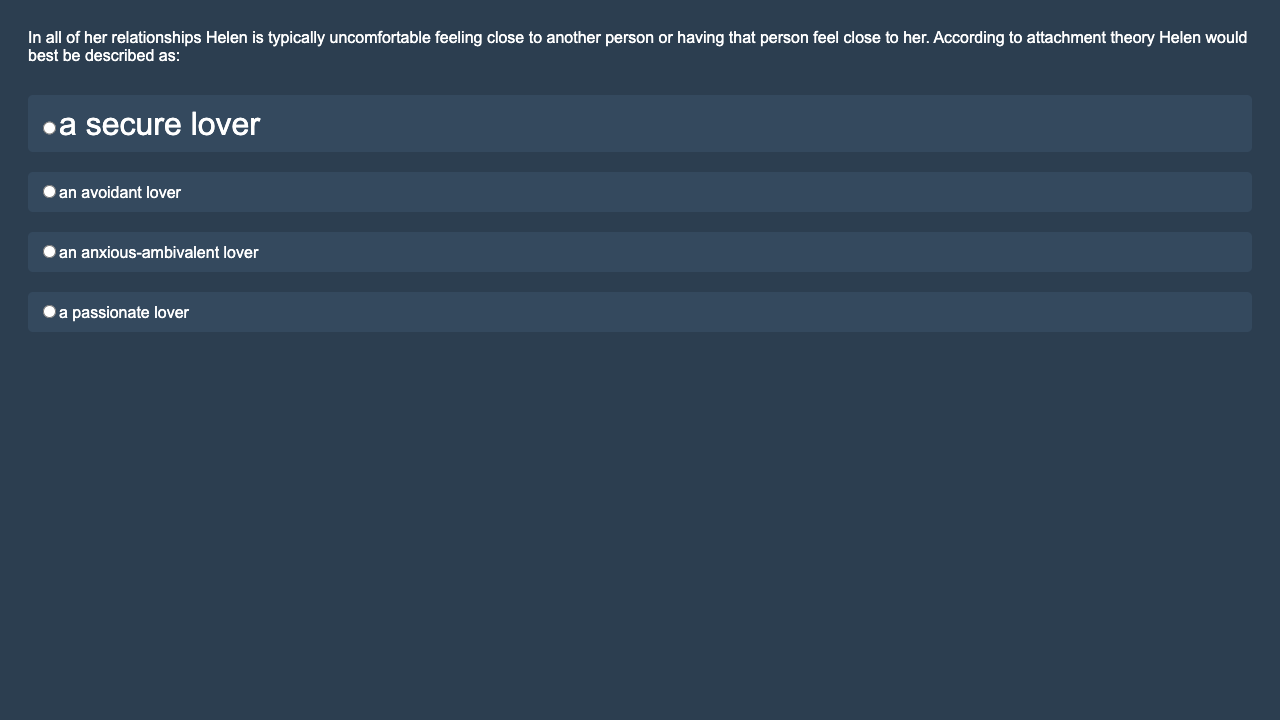 In all of her relationships Helen is typically uncomfortable feeling close to another person or having that person feel close to her. According to attachment theory Helen would
best be described as:
a secure lover
an avoidant lover
an anxious-ambivalent lover
a passionate lover